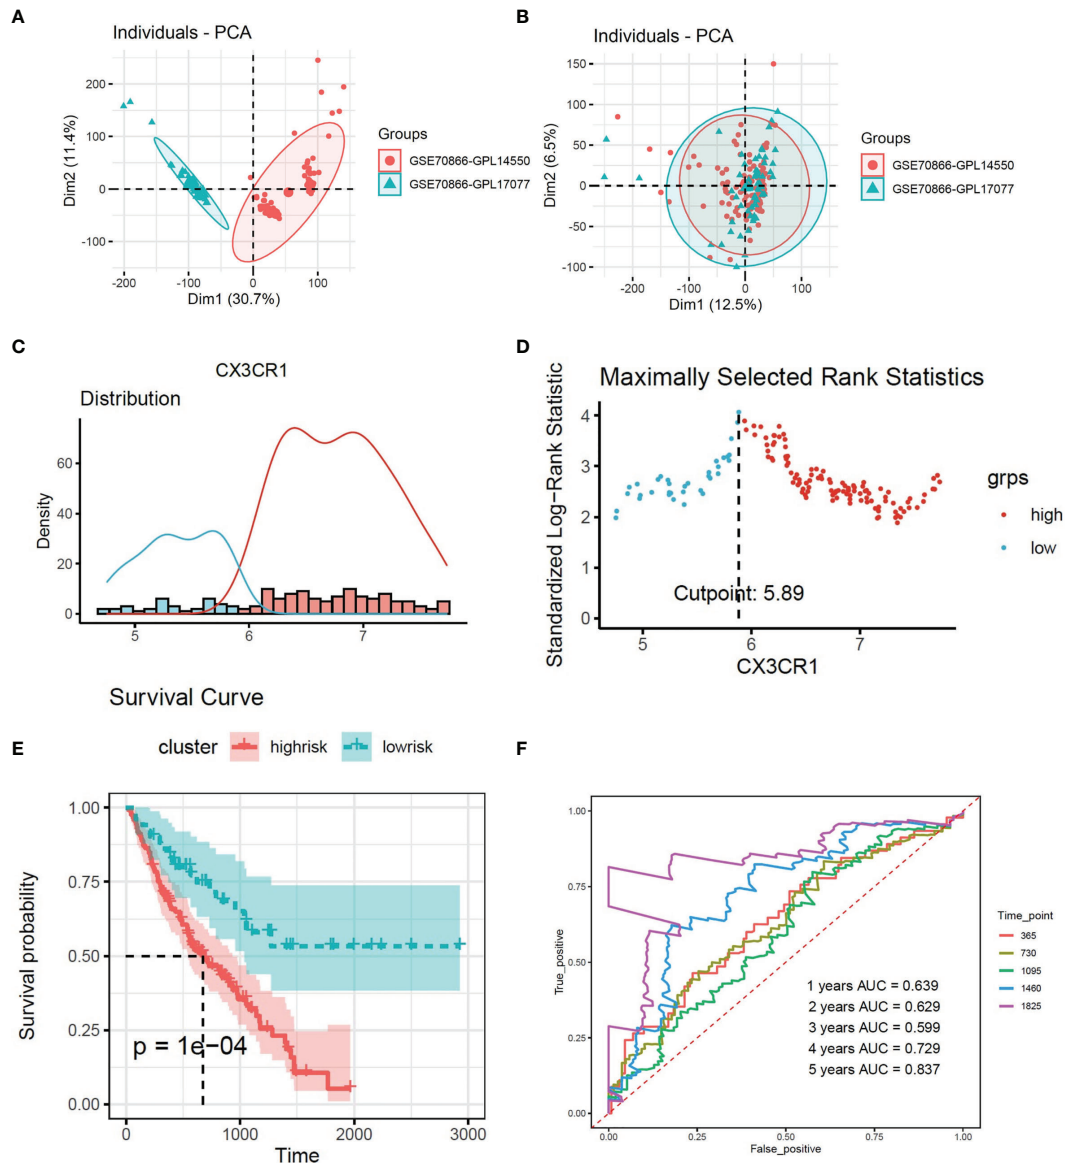 A
Individuals - PCA
200
100
0
-100
Dim2 (11.4%)
-200
-100
0
100
Dim1 (30.7%)
Groups
GSE70866-GPL14550
GSE70866-GPL17077
B
Individuals - PCA
150
100
50
0
-50
-100
Dim2 (6.5%)
-200
-100
0
100
Dim1 (12.5%)
Groups
GSE70866-GPL14550
GSE70866-GPL17077
C
CX3CR1
Distribution
60
40
20
0
Density
5
6
7
D
Maximally Selected Rank Statistics
4
3
2
1
0
Standardized Log-Rank Statistic
Cutpoint: 5.89
5
6
7
CX3CR1
grps
high
low
Survival Curve
E
cluster
highrisk
lowrisk
1.00
0.75
0.50
0.25
0.00
Survival probability
p = 1e-04
0
1000
2000
3000
Time
F
1.00
0.75
0.50
0.25
0.00
True_positive
1 years AUC = 0.639
2 years AUC = 0.629
3 years AUC = 0.599
4 years AUC = 0.729
5 years AUC = 0.837
0.00
0.25
0.50
0.75
1.00
False_positive
Time_point
365
730
1095
1460
1825